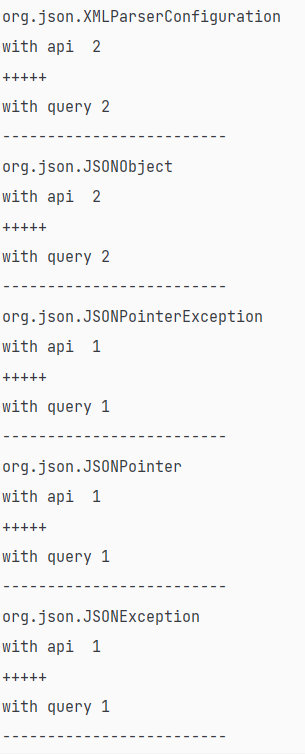 org.json.XMLParserConfiguration
with api  2
+++++
with query 2
-------------------------
org.json.JSONObject
with api  2
+++++
with query 2
-------------------------
org.json.JSONPointerException
with api  1
+++++
with query 1
-------------------------
org.json.JSONPointer
with api  1
+++++
with query 1
-------------------------
org.json.JSONException
with api  1
+++++
with query 1
-------------------------